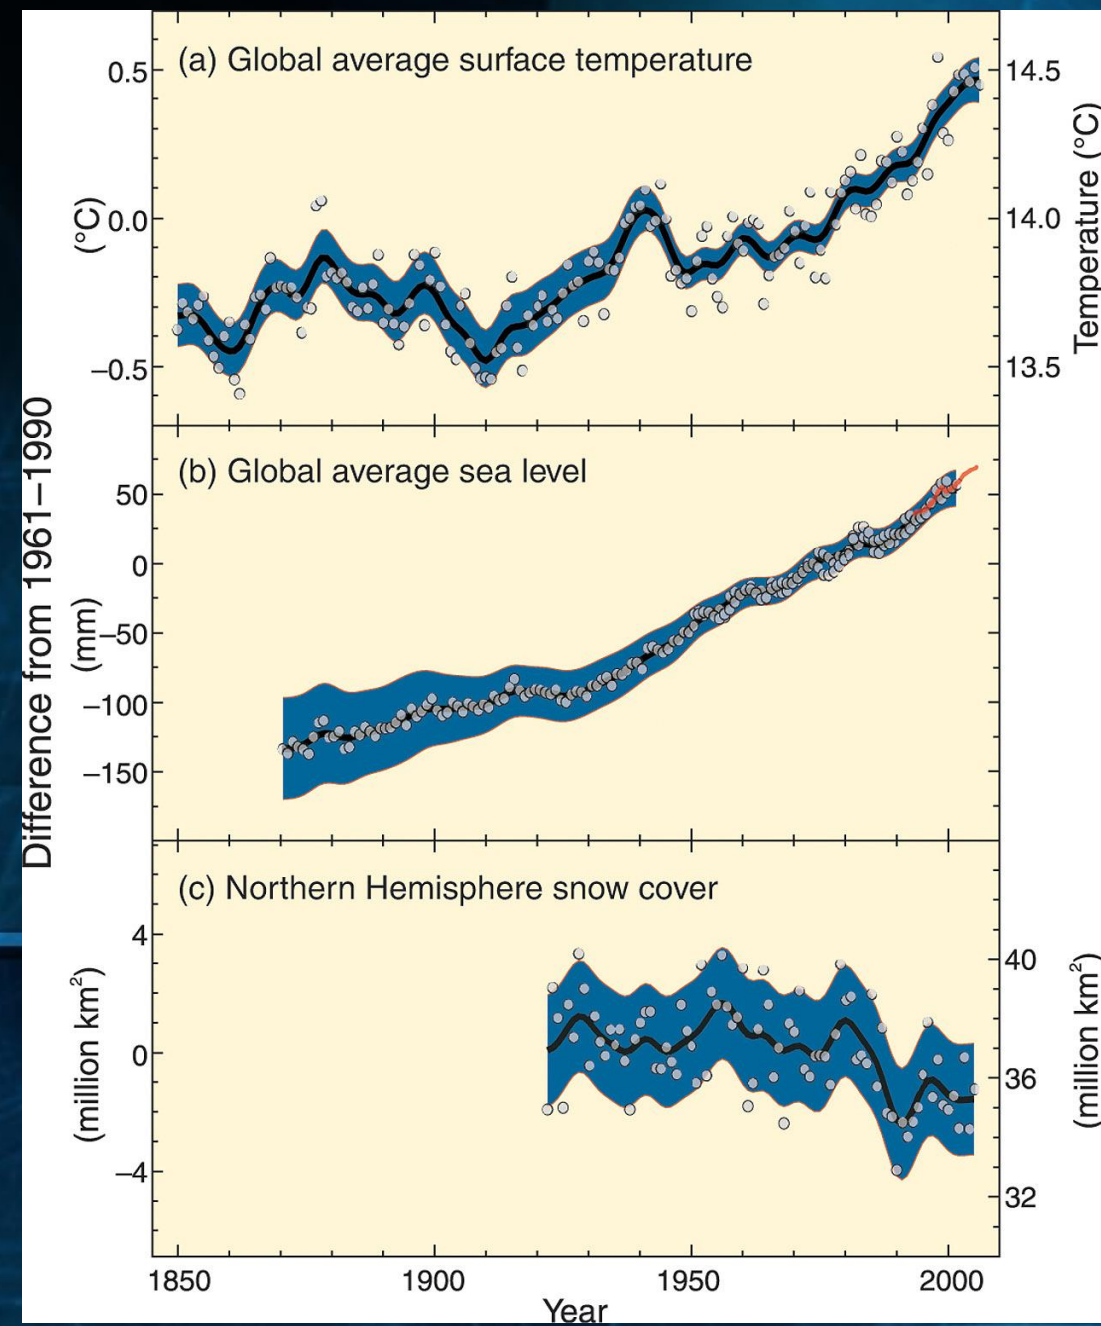 (a) Global average surface temperature
0.5
0.0
−0.5
(°C)
14.5
14.0
13.5
Temperature (°C)
Difference from 1961–1990
(b) Global average sea level
50
0
−50
−100
−150
(mm)
(c) Northern Hemisphere snow cover
4
0
−4
(million km²)
40
36
32
(million km²)
1850
1900
1950
2000
Year